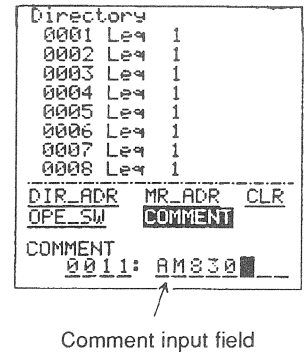 Directory
0001 Leq 1
0002 Leq 1
0003 Leq 1
0004 Leq 1
0005 Leq 1
0006 Leq 1
0007 Leq 1
0008 Leq 1
DIR_ADR MR_ADR CLR
OPE_SW COMMENT
COMMENT
0011: AM830
Comment input field